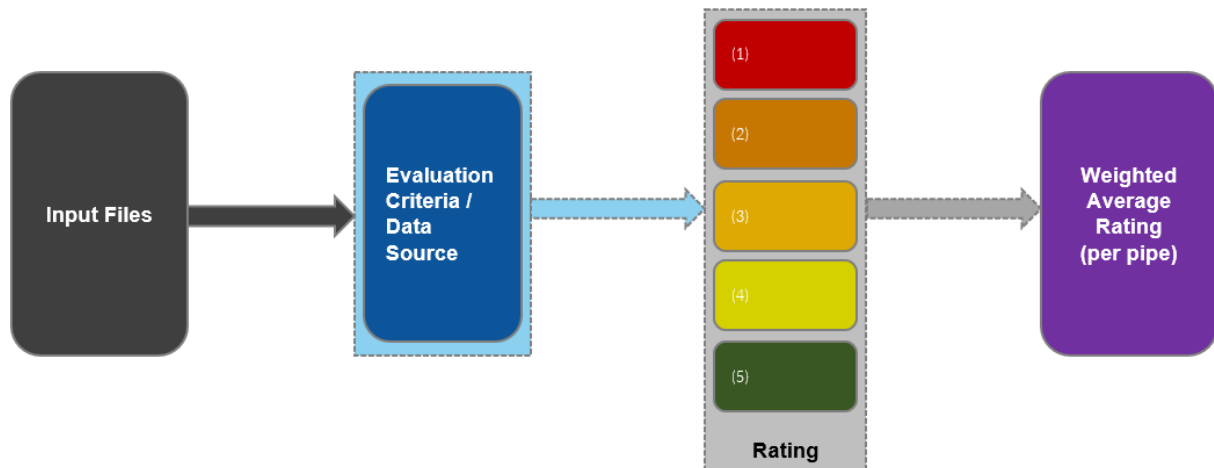 Input Files
Evaluation
Criteria /
Data
Source
(1)
(2)
(3)
(4)
(5)
Rating
Weighted
Average
Rating
(per pipe)